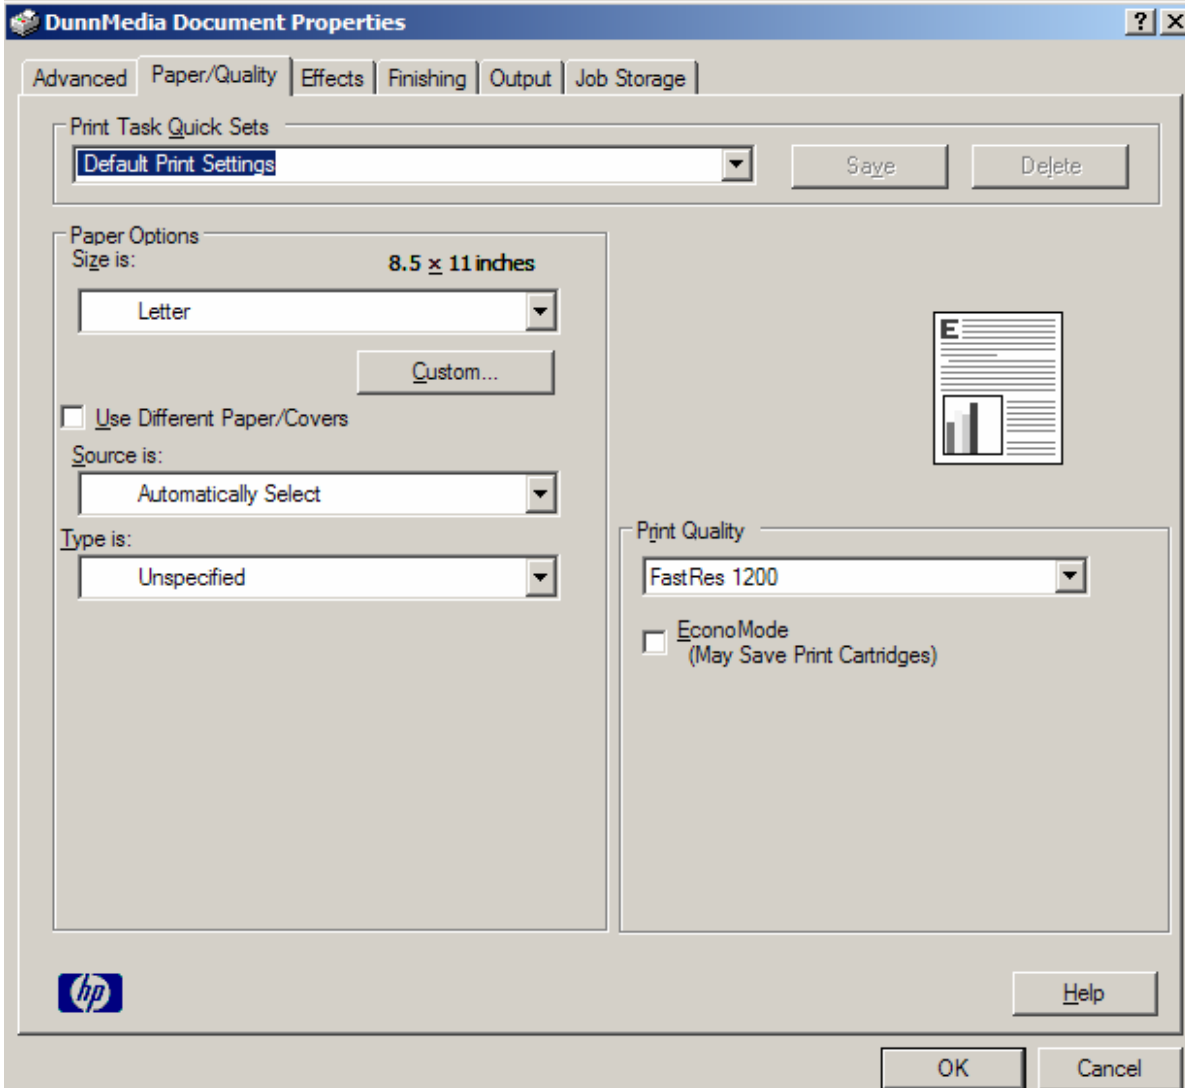 DunnMedia Document Properties
Advanced Paper/Quality Effects Finishing Output Job Storage
Print Task Quick Sets
Default Print Settings Save Delete
Paper Options
Size is: 8.5 × 11 inches
Letter
Custom...
Use Different Paper/Covers
Source is:
Automatically Select
Type is:
Unspecified
E
Print Quality
FastRes 1200
EconoMode
(May Save Print Cartridges)
hp
Help
OK Cancel